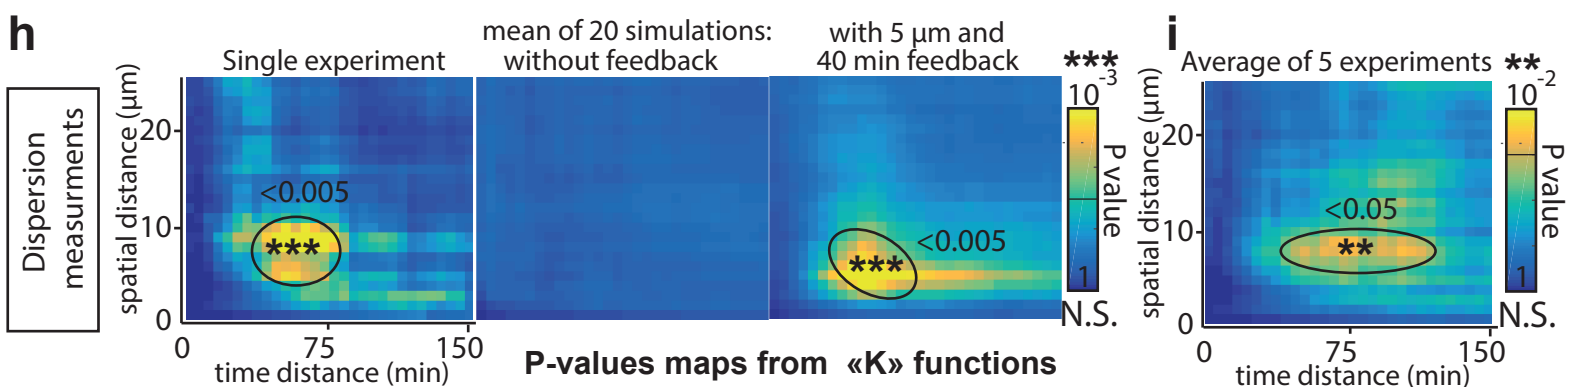 h
Dispersion
measurments
Single experiment
mean of 20 simulations:
without feedback
with 5 µm and
40 min feedback
spatial distance (µm)
20
10
0
<0.005
***
0
75
150
time distance (min)
<0.005
***
***
10-3
P value
1
N.S.
P-values maps from «K» functions
i
Average of 5 experiments
spatial distance (µm)
20
10
0
<0.05
**
0
75
150
time distance (min)
**
10-2
P value
1
N.S.